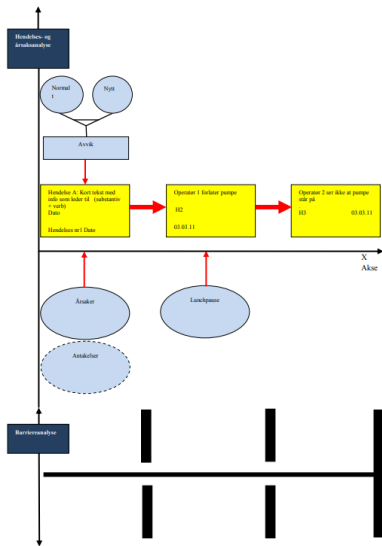 Hendelses- og
årsaksanalyse
Normal
t
Nytt
Avvik
Hendelse A: Kort tekst med
info som leder til (substantiv
+ verb)
Dato
Hendelses nr1 Dato
Operatør 1 forlater pumpe
H2
03.03.11
Operatør 2 ser ikke at pumpe
står på
H3 03.03.11
X
Akse
Årsaker
Lunchpause
Antakelser
Barriereanalyse